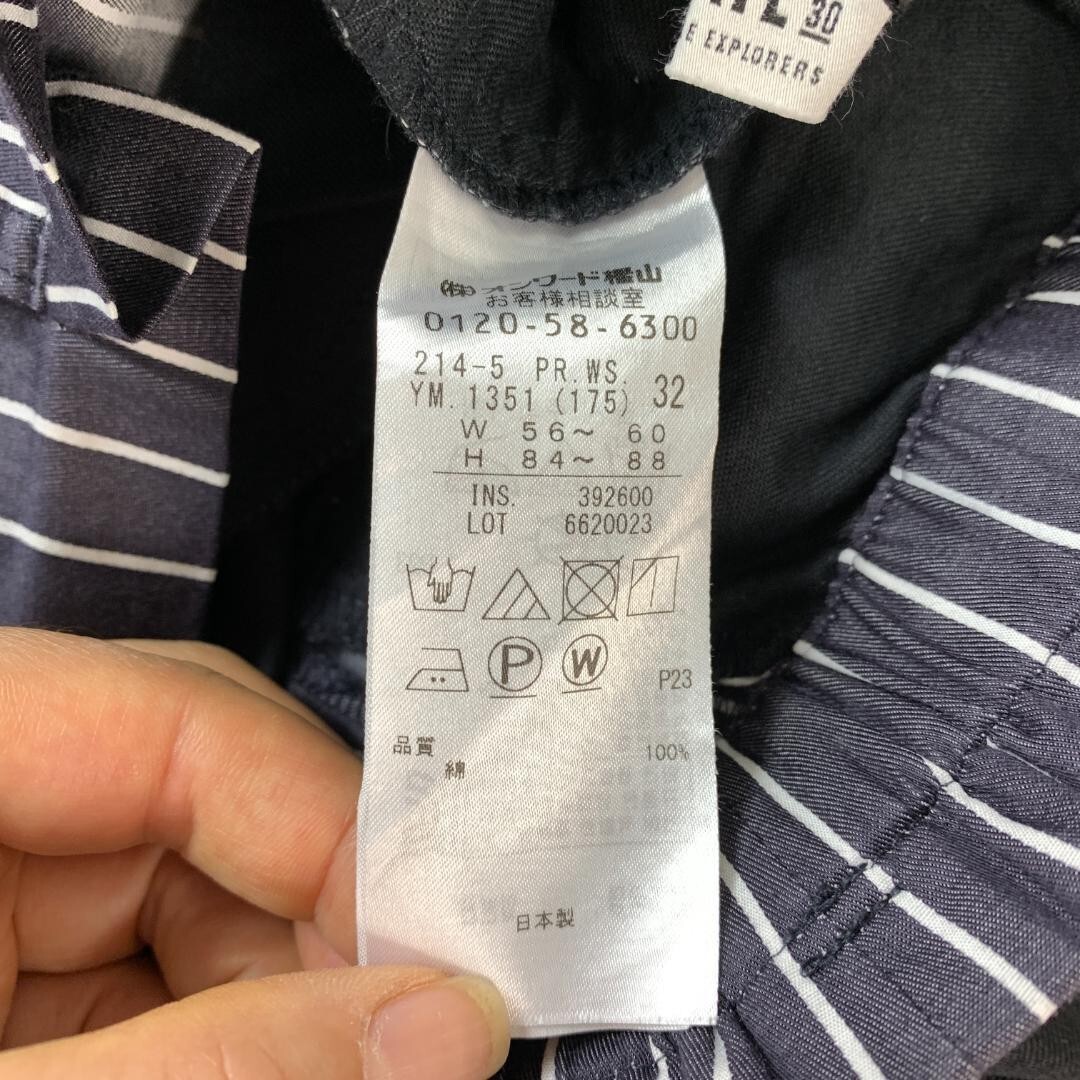 30
E EXPLORERS
(株)オンワード樫山
お客様相談室
0120-58-6300
214-5 PR.WS.
YM.1351 (175) 32
W 56～ 60
H 84～ 88
INS. 392600
LOT 6620023
P W P23
品質
綿 100%
日本製